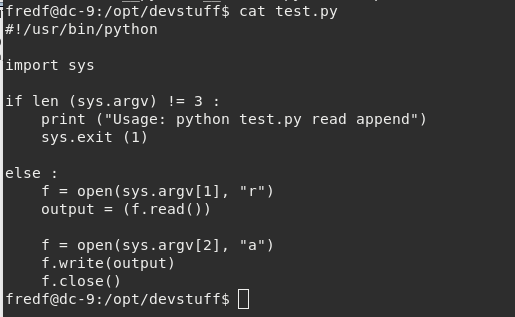 fredf@dc-9:/opt/devstuff$ cat test.py
#!/usr/bin/python
import sys
if len (sys.argv) != 3 :
    print ("Usage: python test.py read append")
    sys.exit (1)
else :
    f = open(sys.argv[1], "r")
    output = (f.read())
    f = open(sys.argv[2], "a")
    f.write(output)
    f.close()
fredf@dc-9:/opt/devstuff$